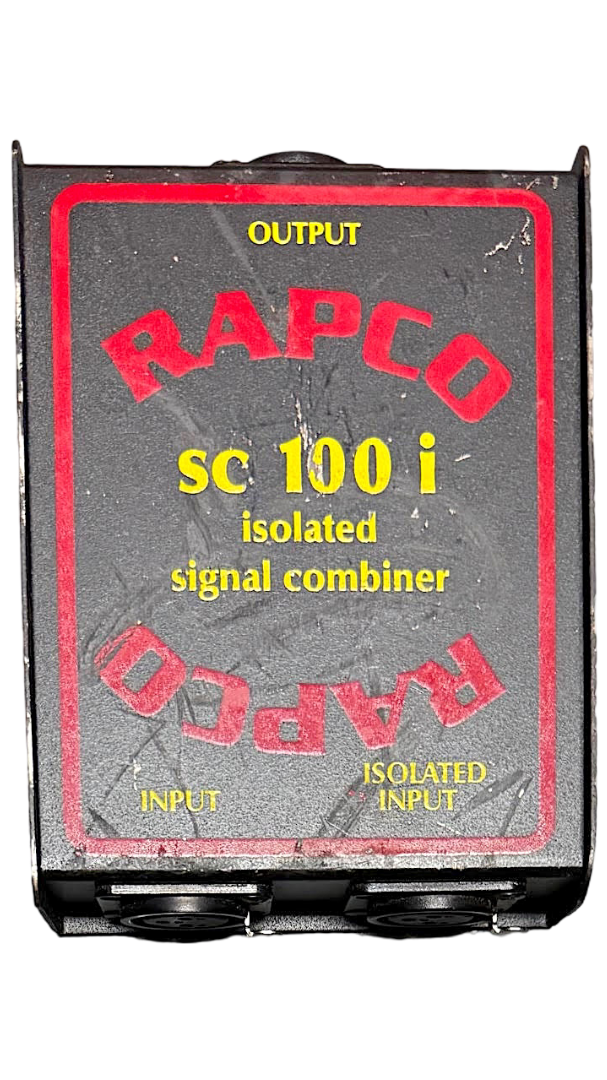 OUTPUT
RAPCO
sc 100 i
isolated
signal combiner
RAPCO
ISOLATED
INPUT
INPUT